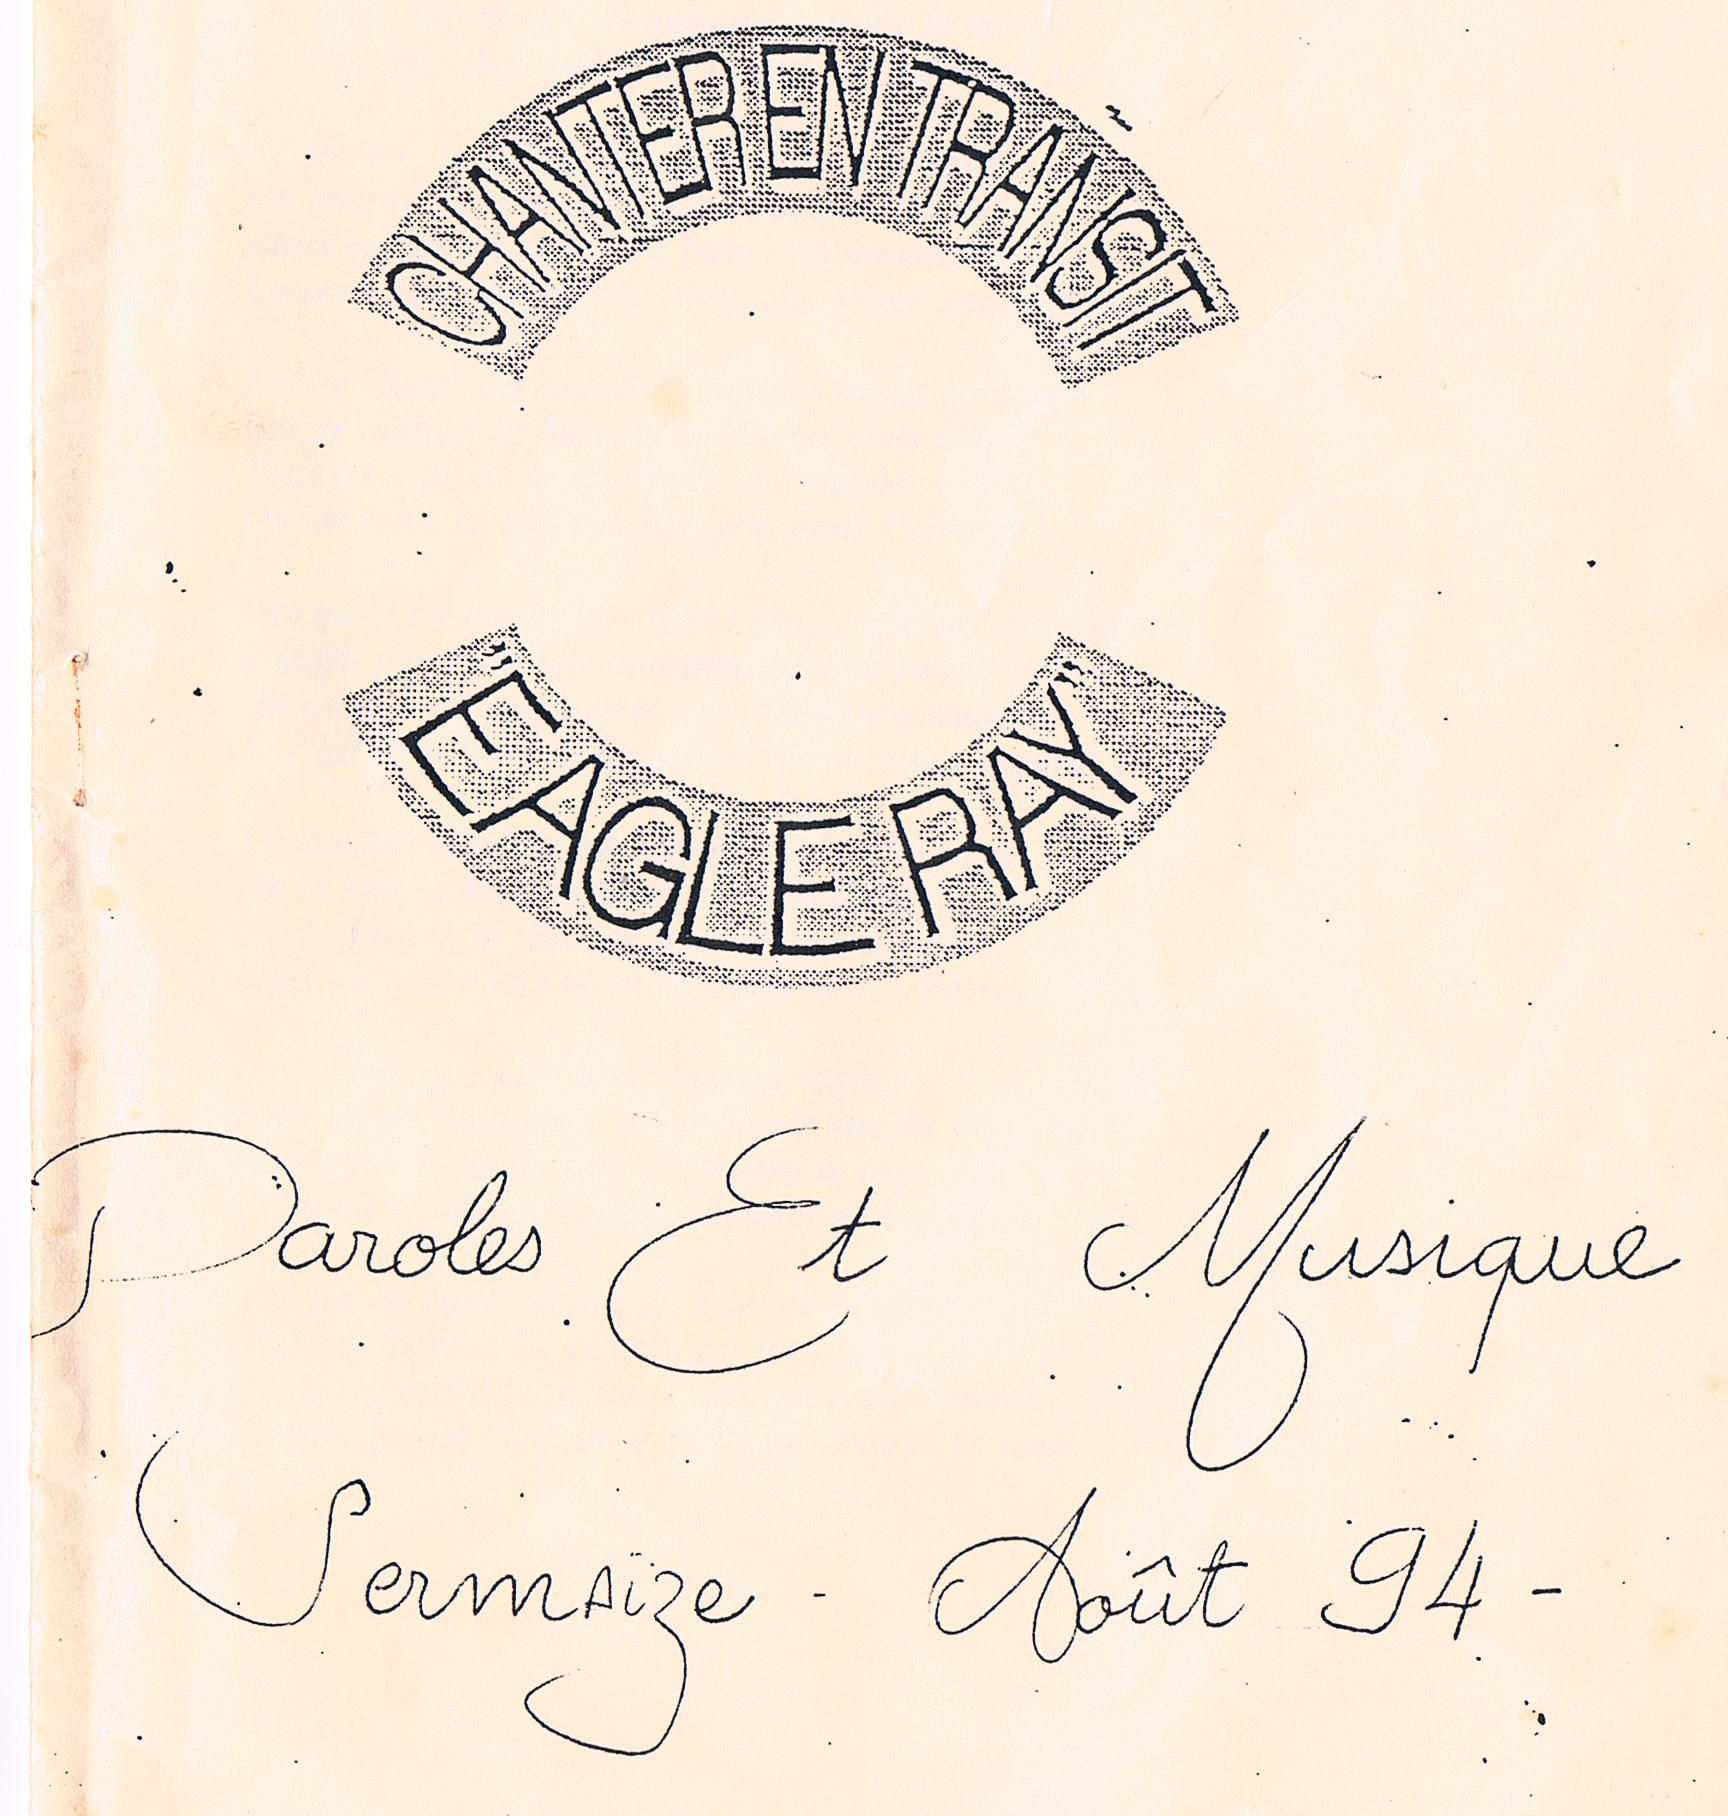 CHANTER EN TRANSIT
"EAGLE RAY"
Paroles Et Musique
Sermaize - Août 94 -